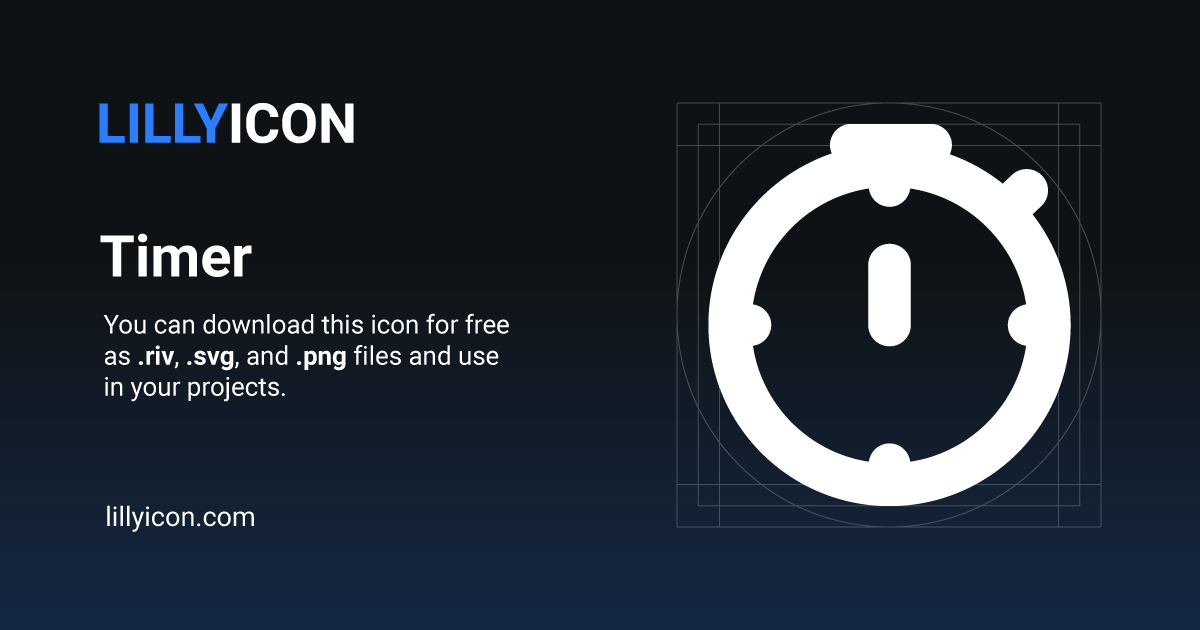 LILLYICON
Timer
You can download this icon for free
as .riv, .svg, and .png files and use
in your projects.
lillyicon.com